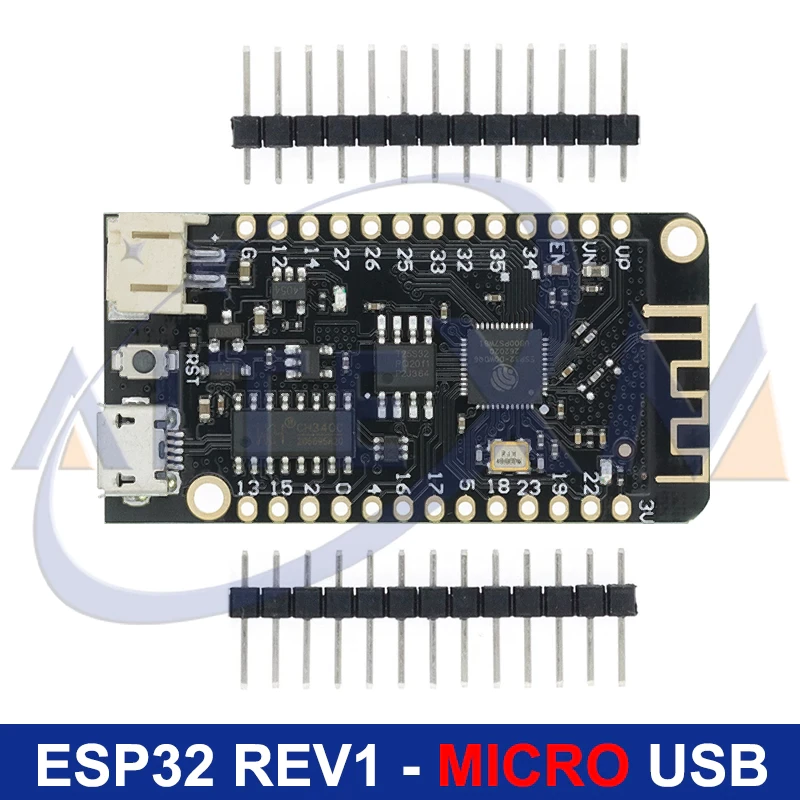 G 12 14 27 26 25 33 32 35 34 EN VN VP
RST
CH340C
13 15 2 0 4 16 17 5 18 23 19 22 3V
ESP32 REV1 - MICRO USB